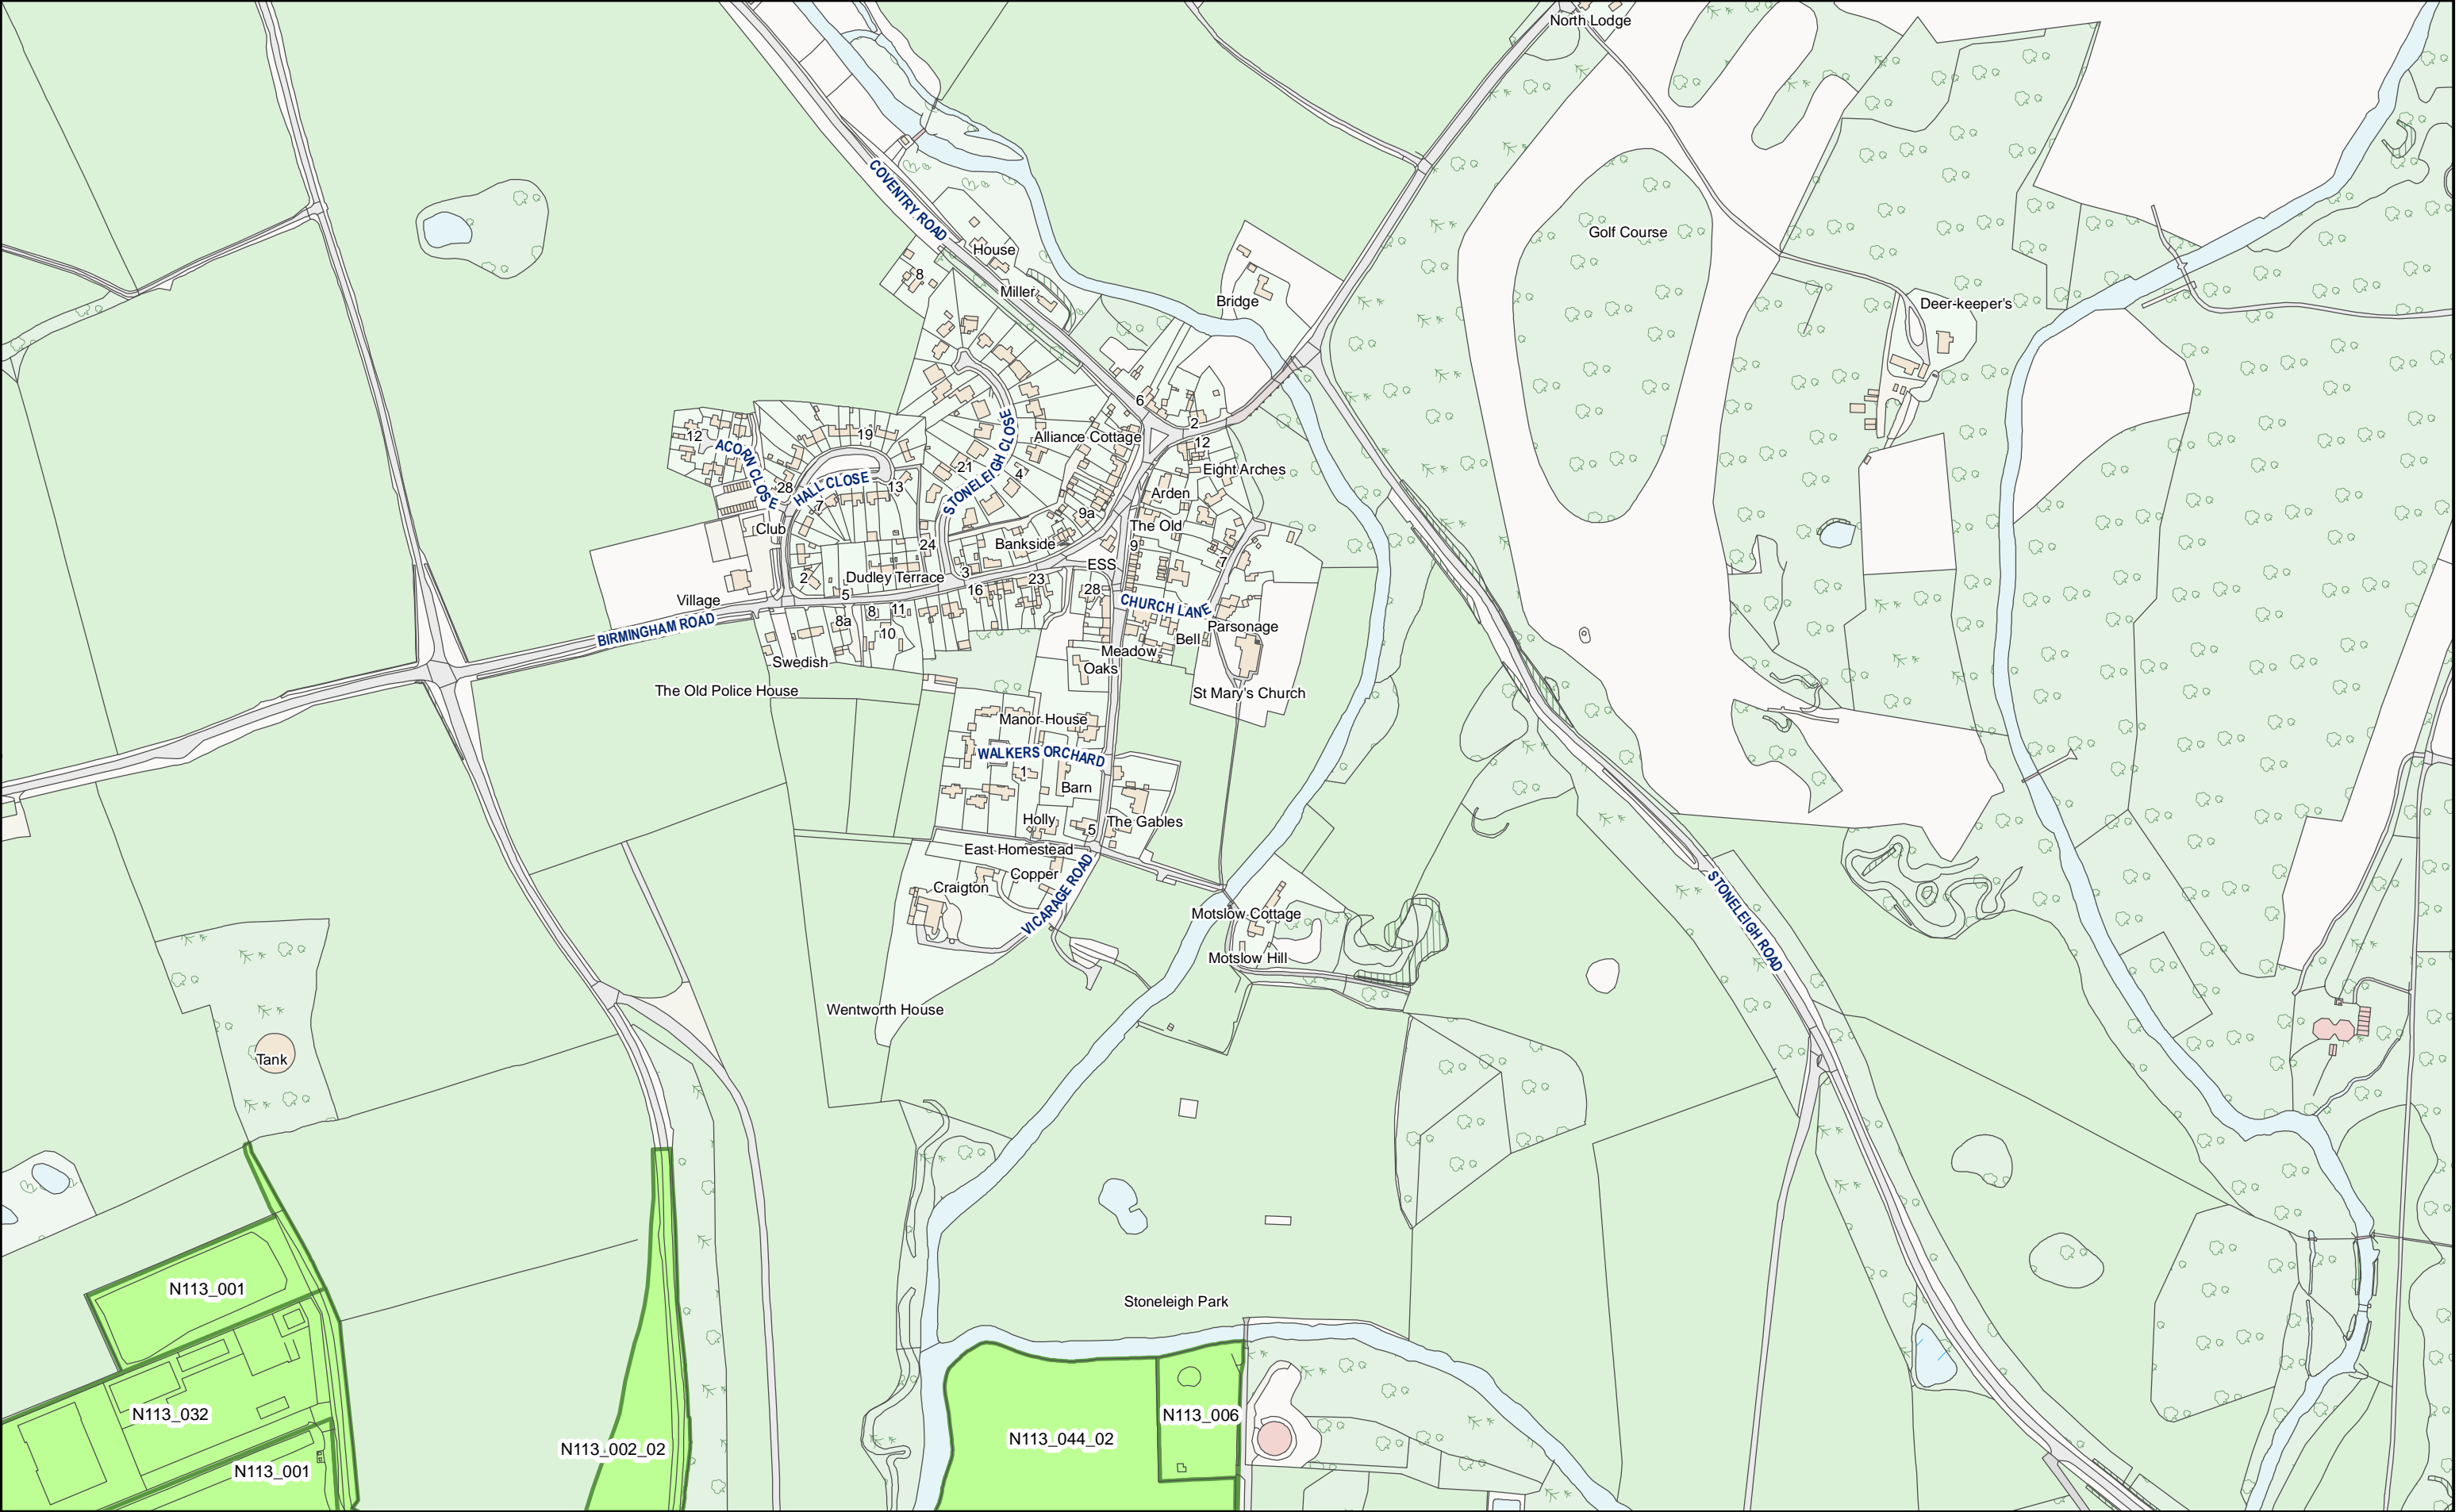 North Lodge
COVENTRY ROAD
Golf Course
House
8
Miller
Bridge
Deer-keeper's
6
2
12
ACORN CLOSE
19
Alliance Cottage
12
STONELEIGH CLOSE
21
4
Eight Arches
28
HALL CLOSE
13
7
Arden
9a
The Old
Club
24
Bankside
9
7
2
Dudley Terrace
3
ESS
23
16
28
5
Village
8
11
CHURCH LANE
BIRMINGHAM ROAD
8a
10
Parsonage
Bell
Meadow
Swedish
Oaks
The Old Police House
St Mary's Church
Manor House
WALKERS ORCHARD
1
Barn
Holly
5
The Gables
East Homestead
Copper
Craigton
VICARAGE ROAD
Motslow Cottage
STONELEIGH ROAD
Motslow Hill
Wentworth House
Tank
N113_001
Stoneleigh Park
N113_032
N113_006
N113_044_02
N113_002_02
N113_001